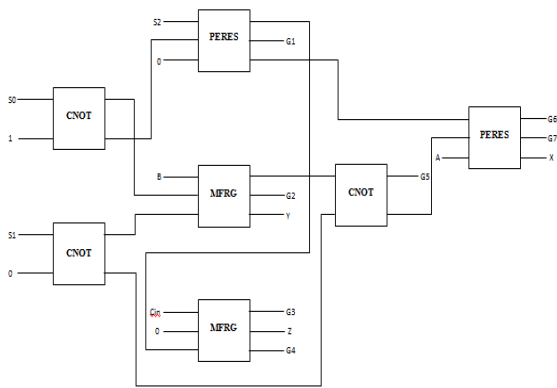 S2
PERES
G1
0
S0
CNOT
1
G6
PERES
G7
A
X
B
MFRG
G2
Y
CNOT
G5
S1
CNOT
0
Cin
MFRG
G3
0
Z
G4